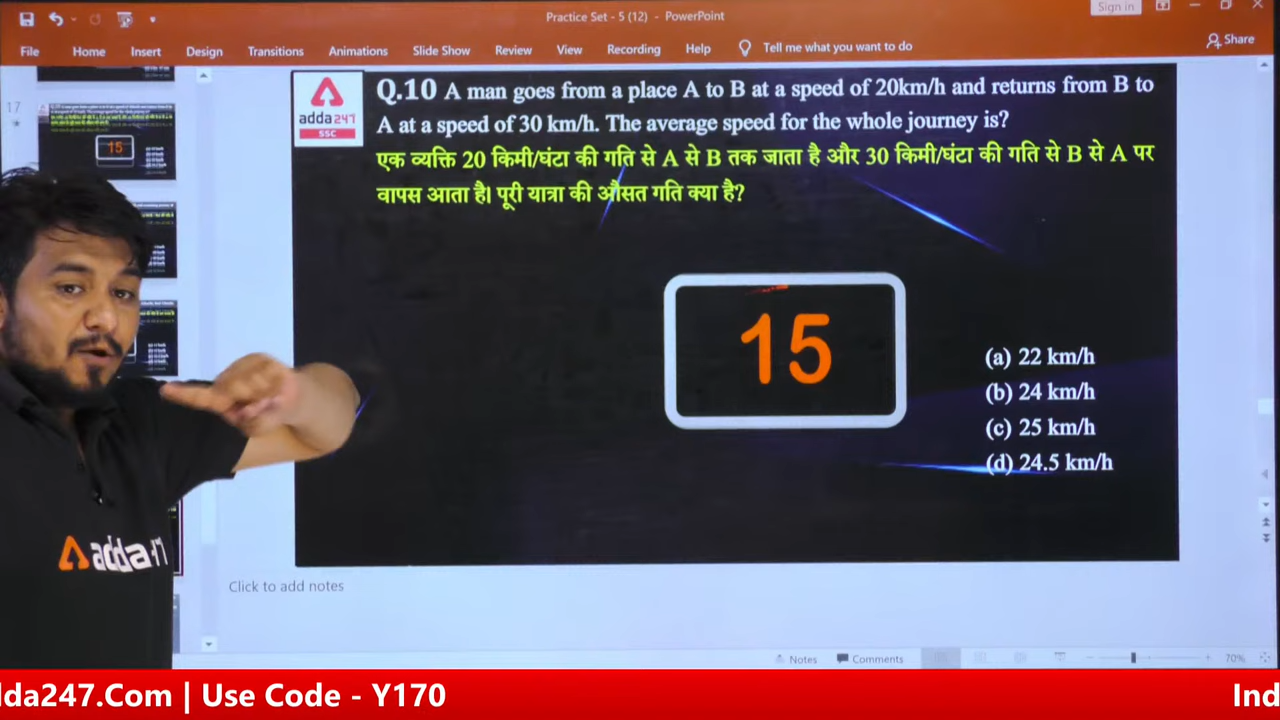 Practice Set - 5 (12) - PowerPoint
Sign in
File Home Insert Design Transitions Animations Slide Show Review View Recording Help Tell me what you want to do
Share
17
15
adda247
SSC
Q.10 A man goes from a place A to B at a speed of 20km/h and returns from B to
A at a speed of 30 km/h. The average speed for the whole journey is?
एक व्यक्ति 20 किमी/घंटा की गति से A से B तक जाता है और 30 किमी/घंटा की गति से B से A पर
वापस आता है। पूरी यात्रा की औसत गति क्या है?
15
(a) 22 km/h
(b) 24 km/h
(c) 25 km/h
(d) 24.5 km/h
Click to add notes
Notes Comments
70%
dda247.Com | Use Code - Y170
Ind